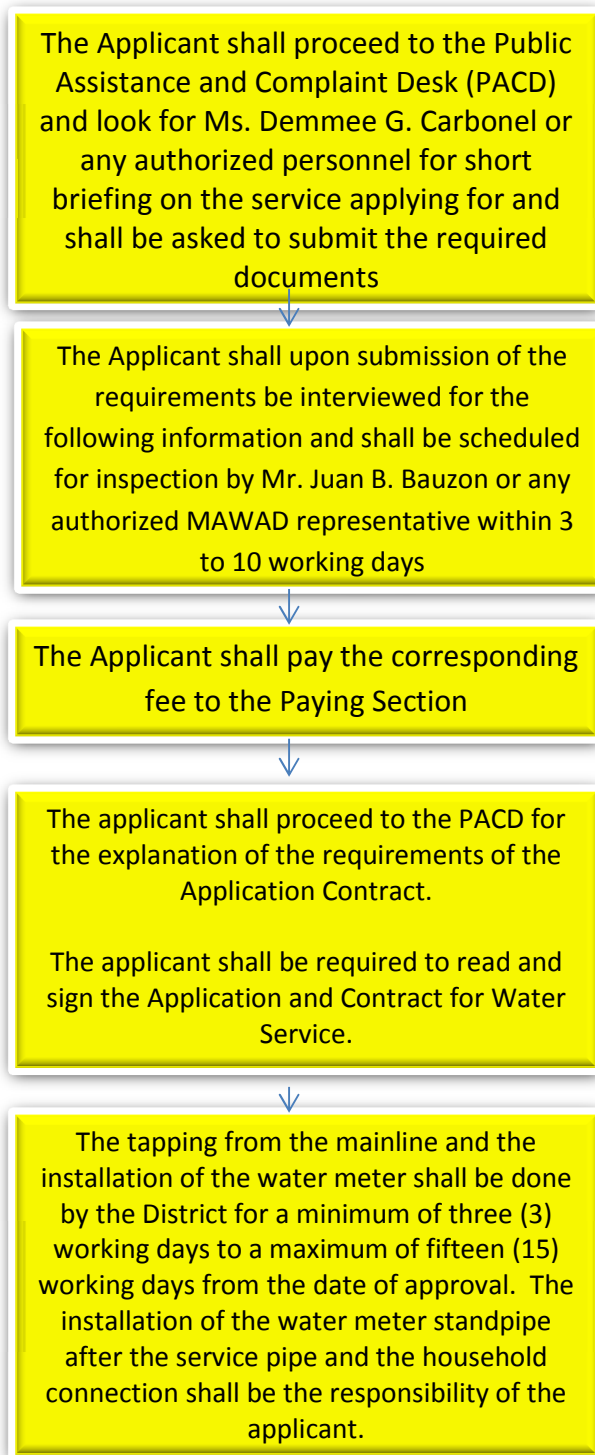 The Applicant shall proceed to the Public
Assistance and Complaint Desk (PACD)
and look for Ms. Demmee G. Carbonel or
any authorized personnel for short
briefing on the service applying for and
shall be asked to submit the required
documents
The Applicant shall upon submission of the
requirements be interviewed for the
following information and shall be scheduled
for inspection by Mr. Juan B. Bauzon or any
authorized MAWAD representative within 3
to 10 working days
The Applicant shall pay the corresponding
fee to the Paying Section
The applicant shall proceed to the PACD for
the explanation of the requirements of the
Application Contract.
The applicant shall be required to read and
sign the Application and Contract for Water
Service.
The tapping from the mainline and the
installation of the water meter shall be done
by the District for a minimum of three (3)
working days to a maximum of fifteen (15)
working days from the date of approval.  The
installation of the water meter standpipe
after the service pipe and the household
connection shall be the responsibility of the
applicant.